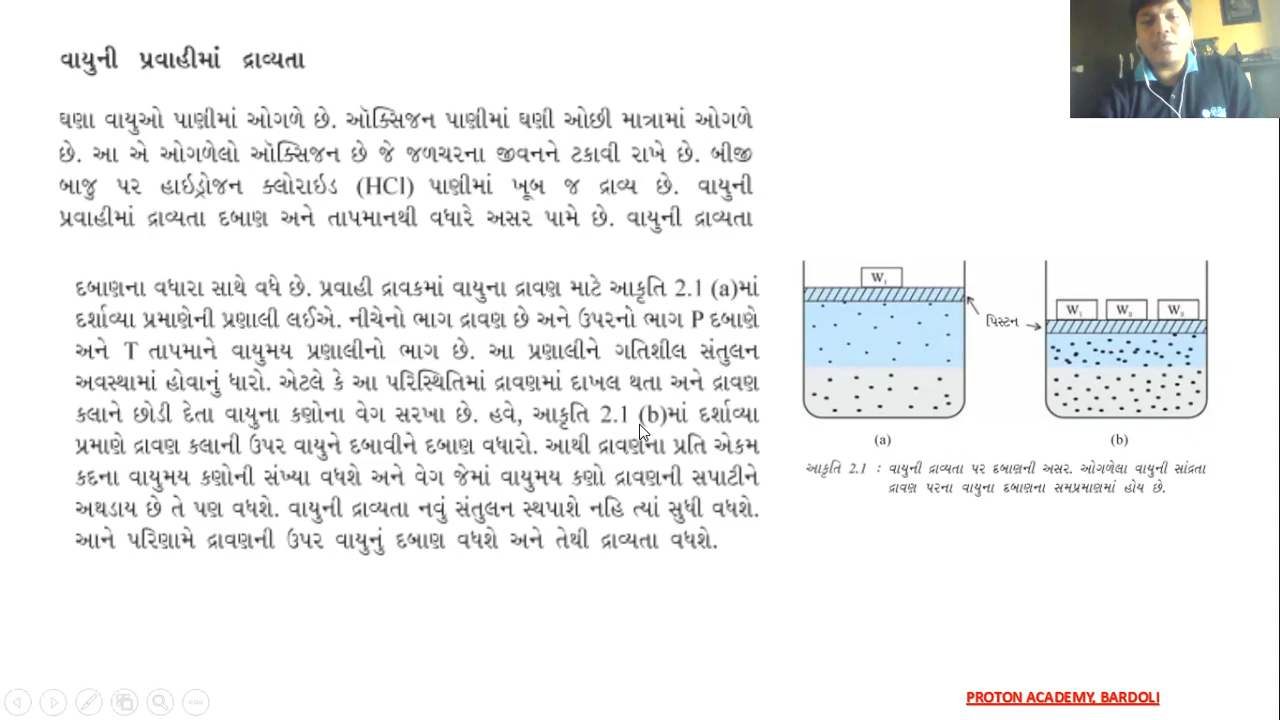 વાયુની પ્રવાહીમાં દ્રાવ્યતા
ઘણા વાયુઓ પાણીમાં ઓગળે છે. ઑક્સિજન પાણીમાં ઘણી ઓછી માત્રામાં ઓગળે
છે. આ એ ઓગળેલો ઑક્સિજન છે જે જળચરના જીવનને ટકાવી રાખે છે. બીજી
બાજુ પર હાઇડ્રોજન ક્લોરાઇડ (HCl) પાણીમાં ખૂબ જ દ્રાવ્ય છે. વાયુની
પ્રવાહીમાં દ્રાવ્યતા દબાણ અને તાપમાનથી વધારે અસર પામે છે. વાયુની દ્રાવ્યતા
દબાણના વધારા સાથે વધે છે. પ્રવાહી દ્રાવકમાં વાયુના દ્રાવણ માટે આકૃતિ 2.1 (a)માં
દર્શાવ્યા પ્રમાણેની પ્રણાલી લઈએ. નીચેનો ભાગ દ્રાવણ છે અને ઉપરનો ભાગ P દબાણે
અને T તાપમાને વાયુમય પ્રણાલીનો ભાગ છે. આ પ્રણાલીને ગતિશીલ સંતુલન
અવસ્થામાં હોવાનું ધારો. એટલે કે આ પરિસ્થિતિમાં દ્રાવણમાં દાખલ થતા અને દ્રાવણ
કલાને છોડી દેતા વાયુના કણોના વેગ સરખા છે. હવે, આકૃતિ 2.1 (b)માં દર્શાવ્યા
પ્રમાણે દ્રાવણ કલાની ઉપર વાયુને દબાવીને દબાણ વધારો. આથી દ્રાવણના પ્રતિ એકમ
કદના વાયુમય કણોની સંખ્યા વધશે અને વેગ જેમાં વાયુમય કણો દ્રાવણની સપાટીને
અથડાય છે તે પણ વધશે. વાયુની દ્રાવ્યતા નવું સંતુલન સ્થપાશે નહિ ત્યાં સુધી વધશે.
આને પરિણામે દ્રાવણની ઉપર વાયુનું દબાણ વધશે અને તેથી દ્રાવ્યતા વધશે.
W₁
પિસ્ટન
W₁ W₂ W₃
(a)
(b)
આકૃતિ 2.1 : વાયુની દ્રાવ્યતા પર દબાણની અસર. ઓગળેલા વાયુની સાંદ્રતા
દ્રાવણ પરના વાયુના દબાણના સમપ્રમાણમાં હોય છે.
PROTON ACADEMY, BARDOLI